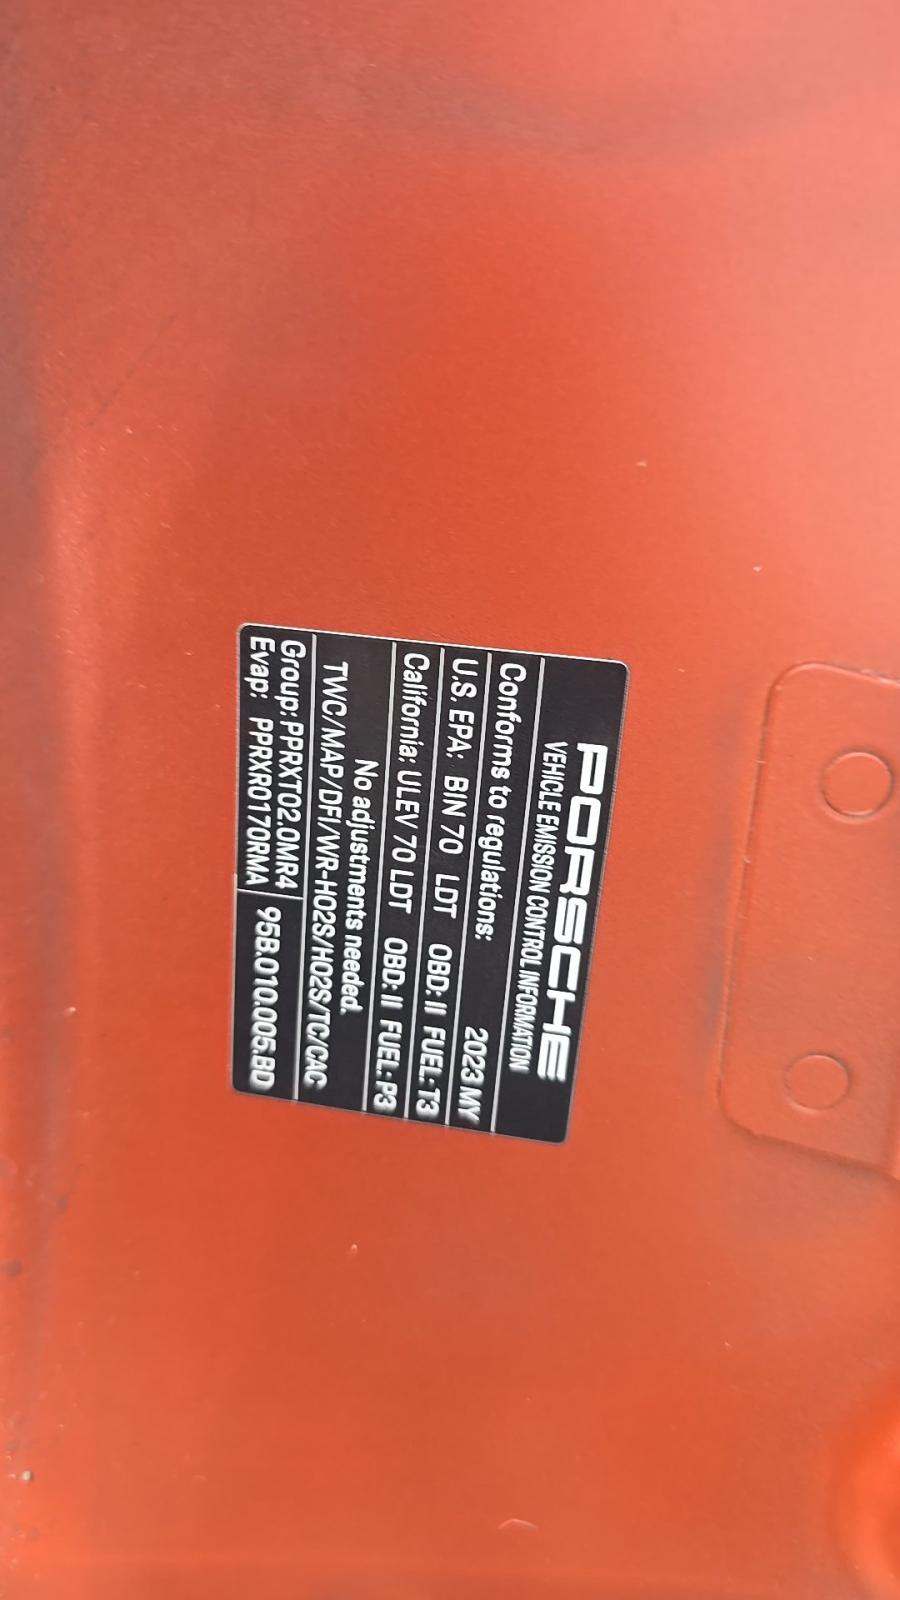 PORSCHE
VEHICLE EMISSION CONTROL INFORMATION
Conforms to regulations: 2023 MY
U.S. EPA: BIN 70 LDT OBD: II FUEL: T3
California: ULEV 70 LDT OBD: II FUEL: P3
No adjustments needed.
TWC/MAP/DFI/WR-HO2S/HO2S/TC/CAC
Group: PPRXT02.0MR4
Evap: PPRXR0170RMA 95B.010.005.BD